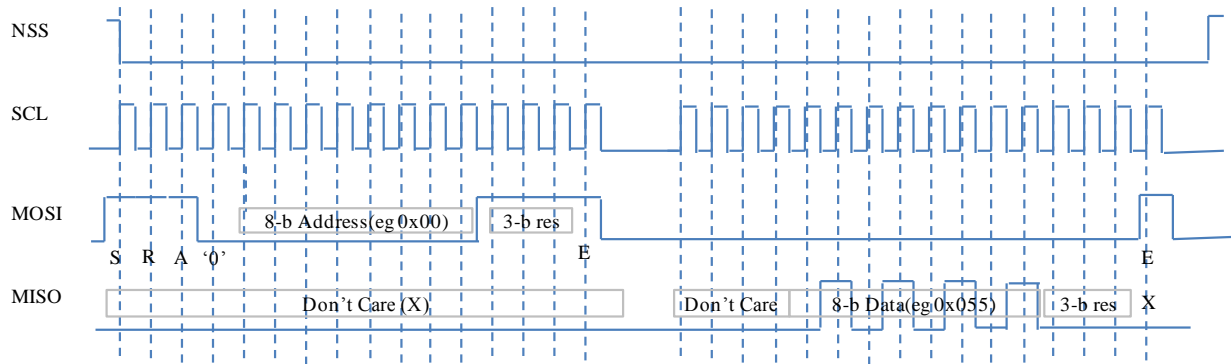 NSS
SCL
MOSI
8-b Address(eg 0x00)
3-b res
S R A ‘0’
E
E
MISO
Don’t Care (X)
Don’t Care
8-b Data(eg 0x055)
3-b res
X